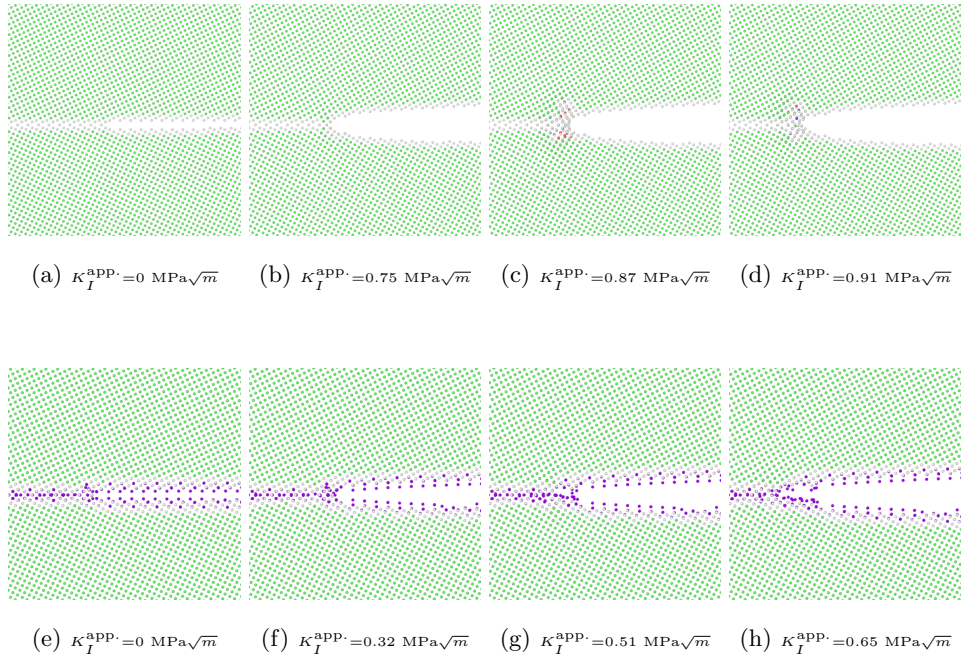 (a) K_I^app.=0 MPa√m (b) K_I^app.=0.75 MPa√m (c) K_I^app.=0.87 MPa√m (d) K_I^app.=0.91 MPa√m
(e) K_I^app.=0 MPa√m (f) K_I^app.=0.32 MPa√m (g) K_I^app.=0.51 MPa√m (h) K_I^app.=0.65 MPa√m